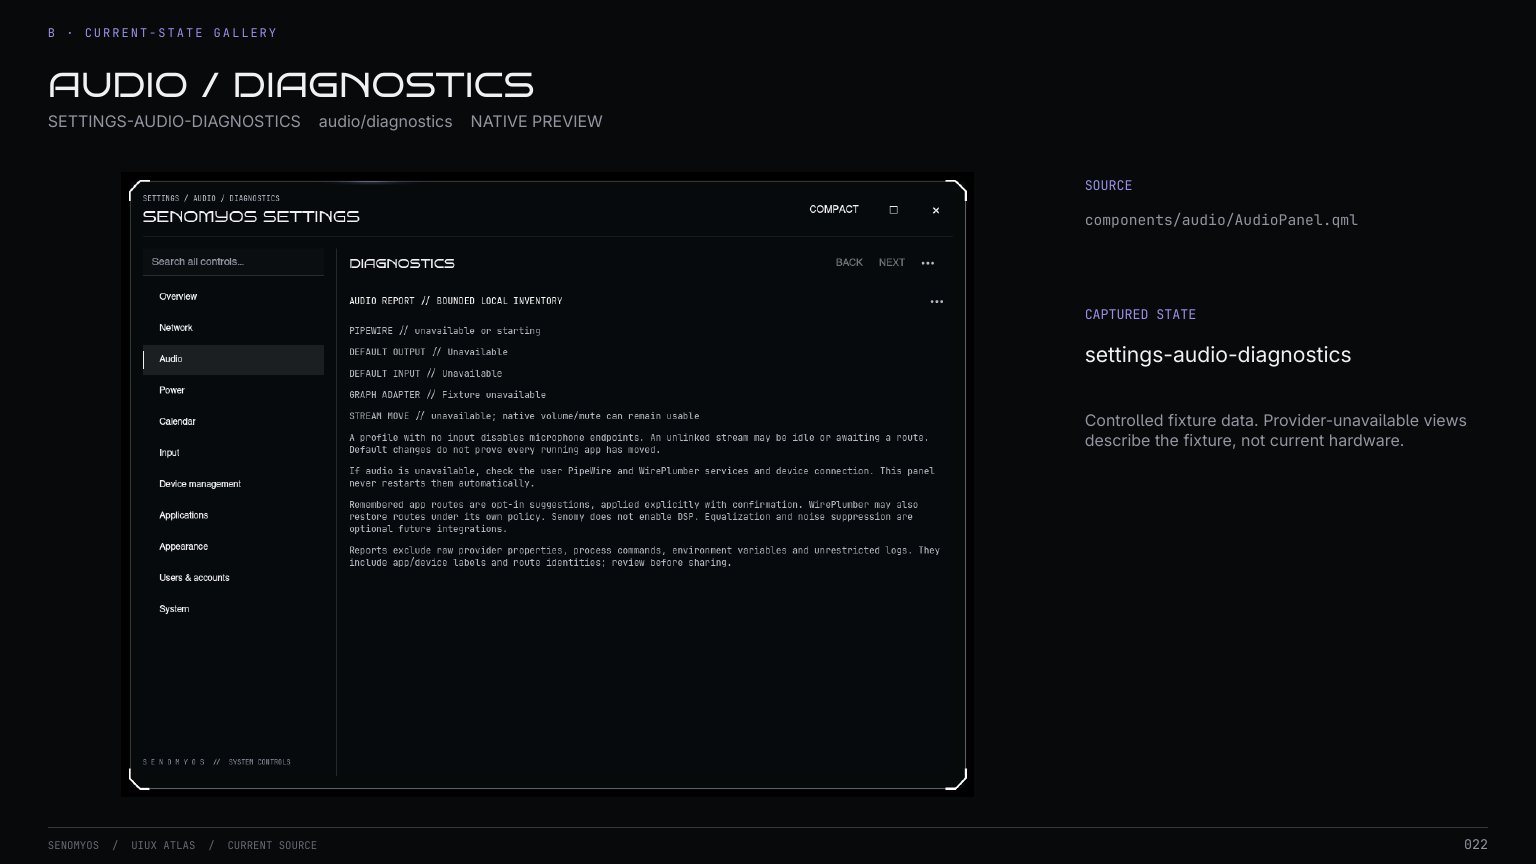 B · CURRENT-STATE GALLERY
AUDIO / DIAGNOSTICS
SETTINGS-AUDIO-DIAGNOSTICS audio/diagnostics NATIVE PREVIEW
SETTINGS / AUDIO / DIAGNOSTICS
SENOMYOS SETTINGS
COMPACT □ ×
Search all controls...
Overview
Network
Audio
Power
Calendar
Input
Device management
Applications
Appearance
Users & accounts
System
SENOMYOS // SYSTEM CONTROLS
DIAGNOSTICS
BACK NEXT •••
AUDIO REPORT // BOUNDED LOCAL INVENTORY •••
PIPEWIRE // unavailable or starting
DEFAULT OUTPUT // Unavailable
DEFAULT INPUT // Unavailable
GRAPH ADAPTER // Fixture unavailable
STREAM MOVE // unavailable; native volume/mute can remain usable
A profile with no input disables microphone endpoints. An unlinked stream may be idle or awaiting a route.
Default changes do not prove every running app has moved.
If audio is unavailable, check the user PipeWire and WirePlumber services and device connection. This panel
never restarts them automatically.
Remembered app routes are opt-in suggestions, applied explicitly with confirmation. WirePlumber may also
restore routes under its own policy. Senomy does not enable DSP. Equalization and noise suppression are
optional future integrations.
Reports exclude raw provider properties, process commands, environment variables and unrestricted logs. They
include app/device labels and route identities; review before sharing.
SOURCE
components/audio/AudioPanel.qml
CAPTURED STATE
settings-audio-diagnostics
Controlled fixture data. Provider-unavailable views
describe the fixture, not current hardware.
SENOMYOS / UIUX ATLAS / CURRENT SOURCE
022